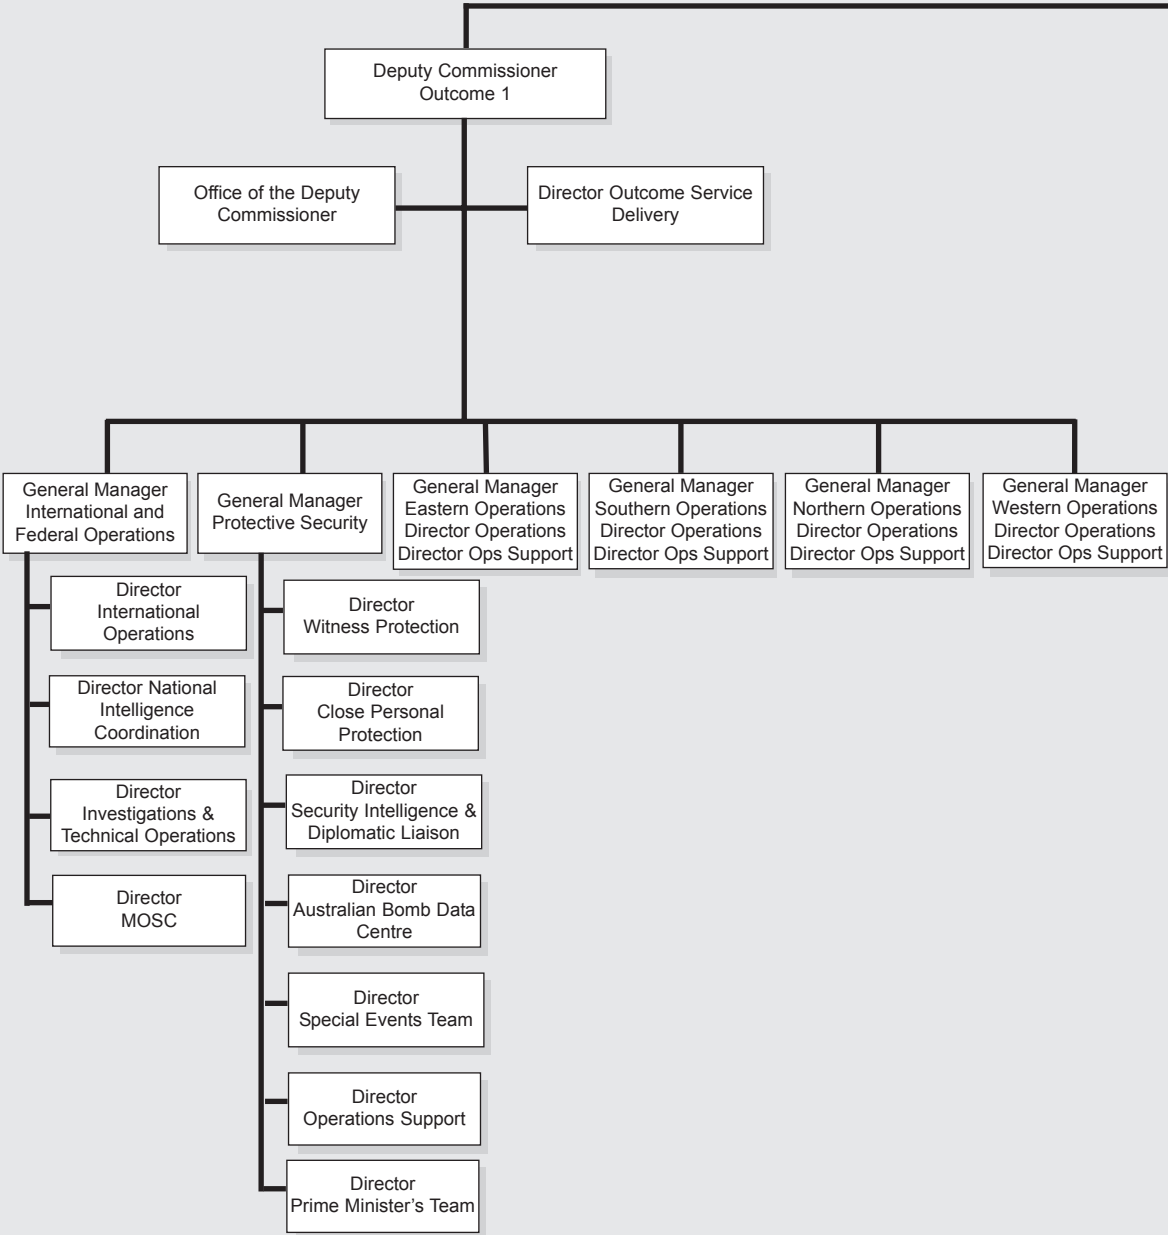 Deputy Commissioner
Outcome 1
Office of the Deputy
Commissioner
Director Outcome Service
Delivery
General Manager
International and
Federal Operations
General Manager
Protective Security
General Manager
Eastern Operations
Director Operations
Director Ops Support
General Manager
Southern Operations
Director Operations
Director Ops Support
General Manager
Northern Operations
Director Operations
Director Ops Support
General Manager
Western Operations
Director Operations
Director Ops Support
Director
International
Operations
Director National
Intelligence
Coordination
Director
Investigations &
Technical Operations
Director
MOSC
Director
Witness Protection
Director
Close Personal
Protection
Director
Security Intelligence &
Diplomatic Liaison
Director
Australian Bomb Data
Centre
Director
Special Events Team
Director
Operations Support
Director
Prime Minister’s Team